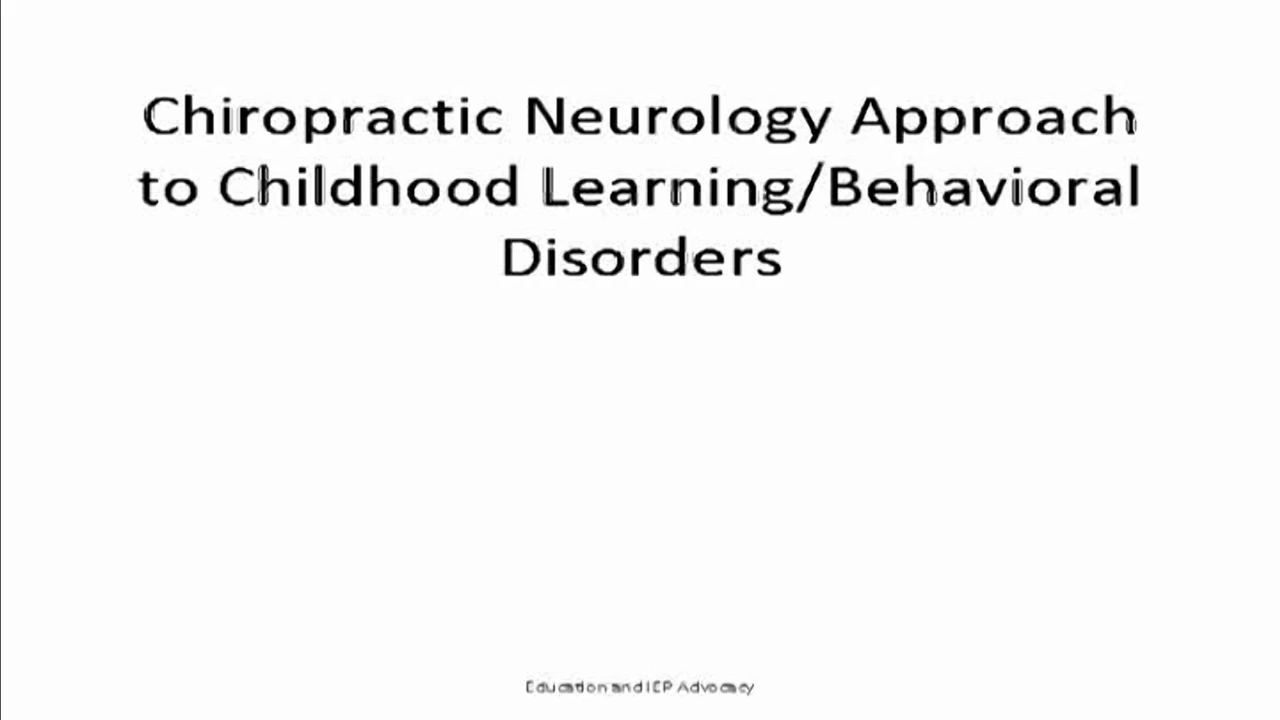 Chiropractic Neurology Approach
to Childhood Learning/Behavioral
Disorders
Education and IEP Advocacy